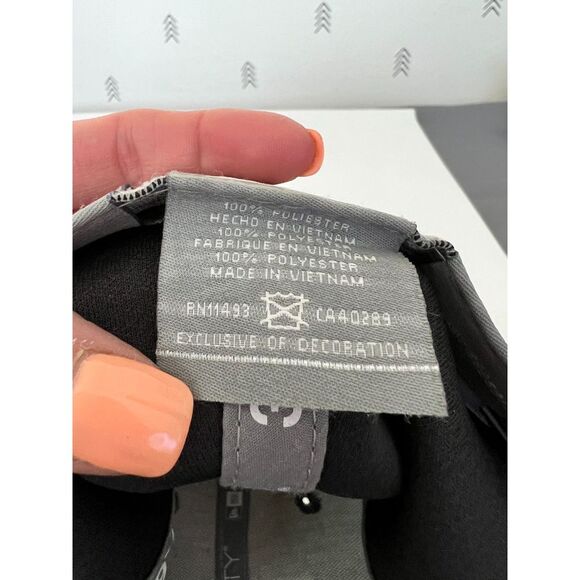 100% POLIESTER
HECHO EN VIETNAM
100% POLYESTER
FABRIQUE EN VIETNAM
100% POLYESTER
MADE IN VIETNAM
RN11493 CA40289
EXCLUSIVE OF DECORATION